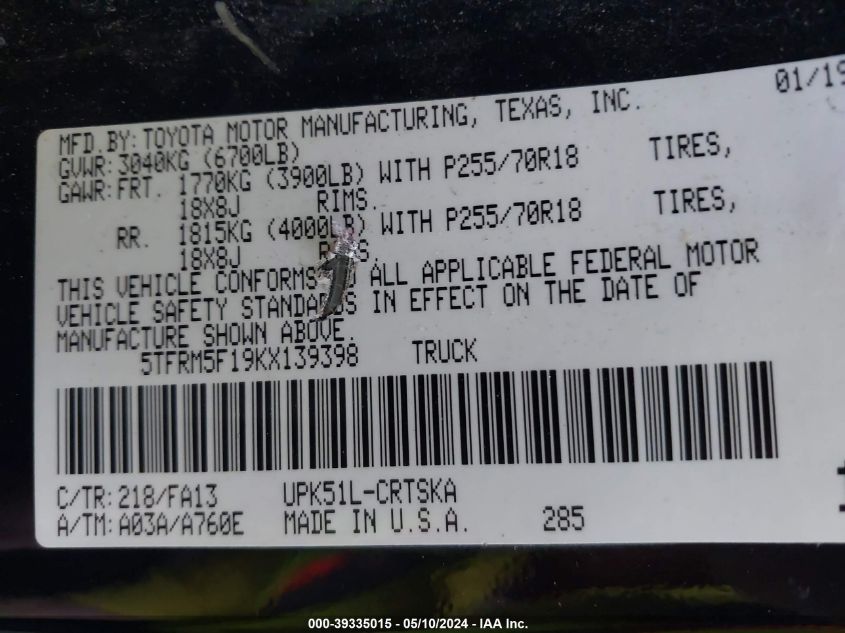 01/19
MFD.BY:TOYOTA MOTOR MANUFACTURING, TEXAS, INC.
GVWR:3040KG (6700LB)
GAWR:FRT. 1770KG (3900LB) WITH P255/70R18 TIRES,
18X8J RIMS.
RR. 1815KG (4000LB) WITH P255/70R18 TIRES,
18X8J
THIS VEHICLE CONFORMS ALL APPLICABLE FEDERAL MOTOR
VEHICLE SAFETY STANDARDS IN EFFECT ON THE DATE OF
MANUFACTURE SHOWN ABOVE.
5TFRM5F19KX139398 TRUCK
C/TR:218/FA13 UPK51L-CRTSKA
A/TM:A03A/A760E MADE IN U.S.A. 285
000-39335015 - 05/10/2024 - IAA Inc.